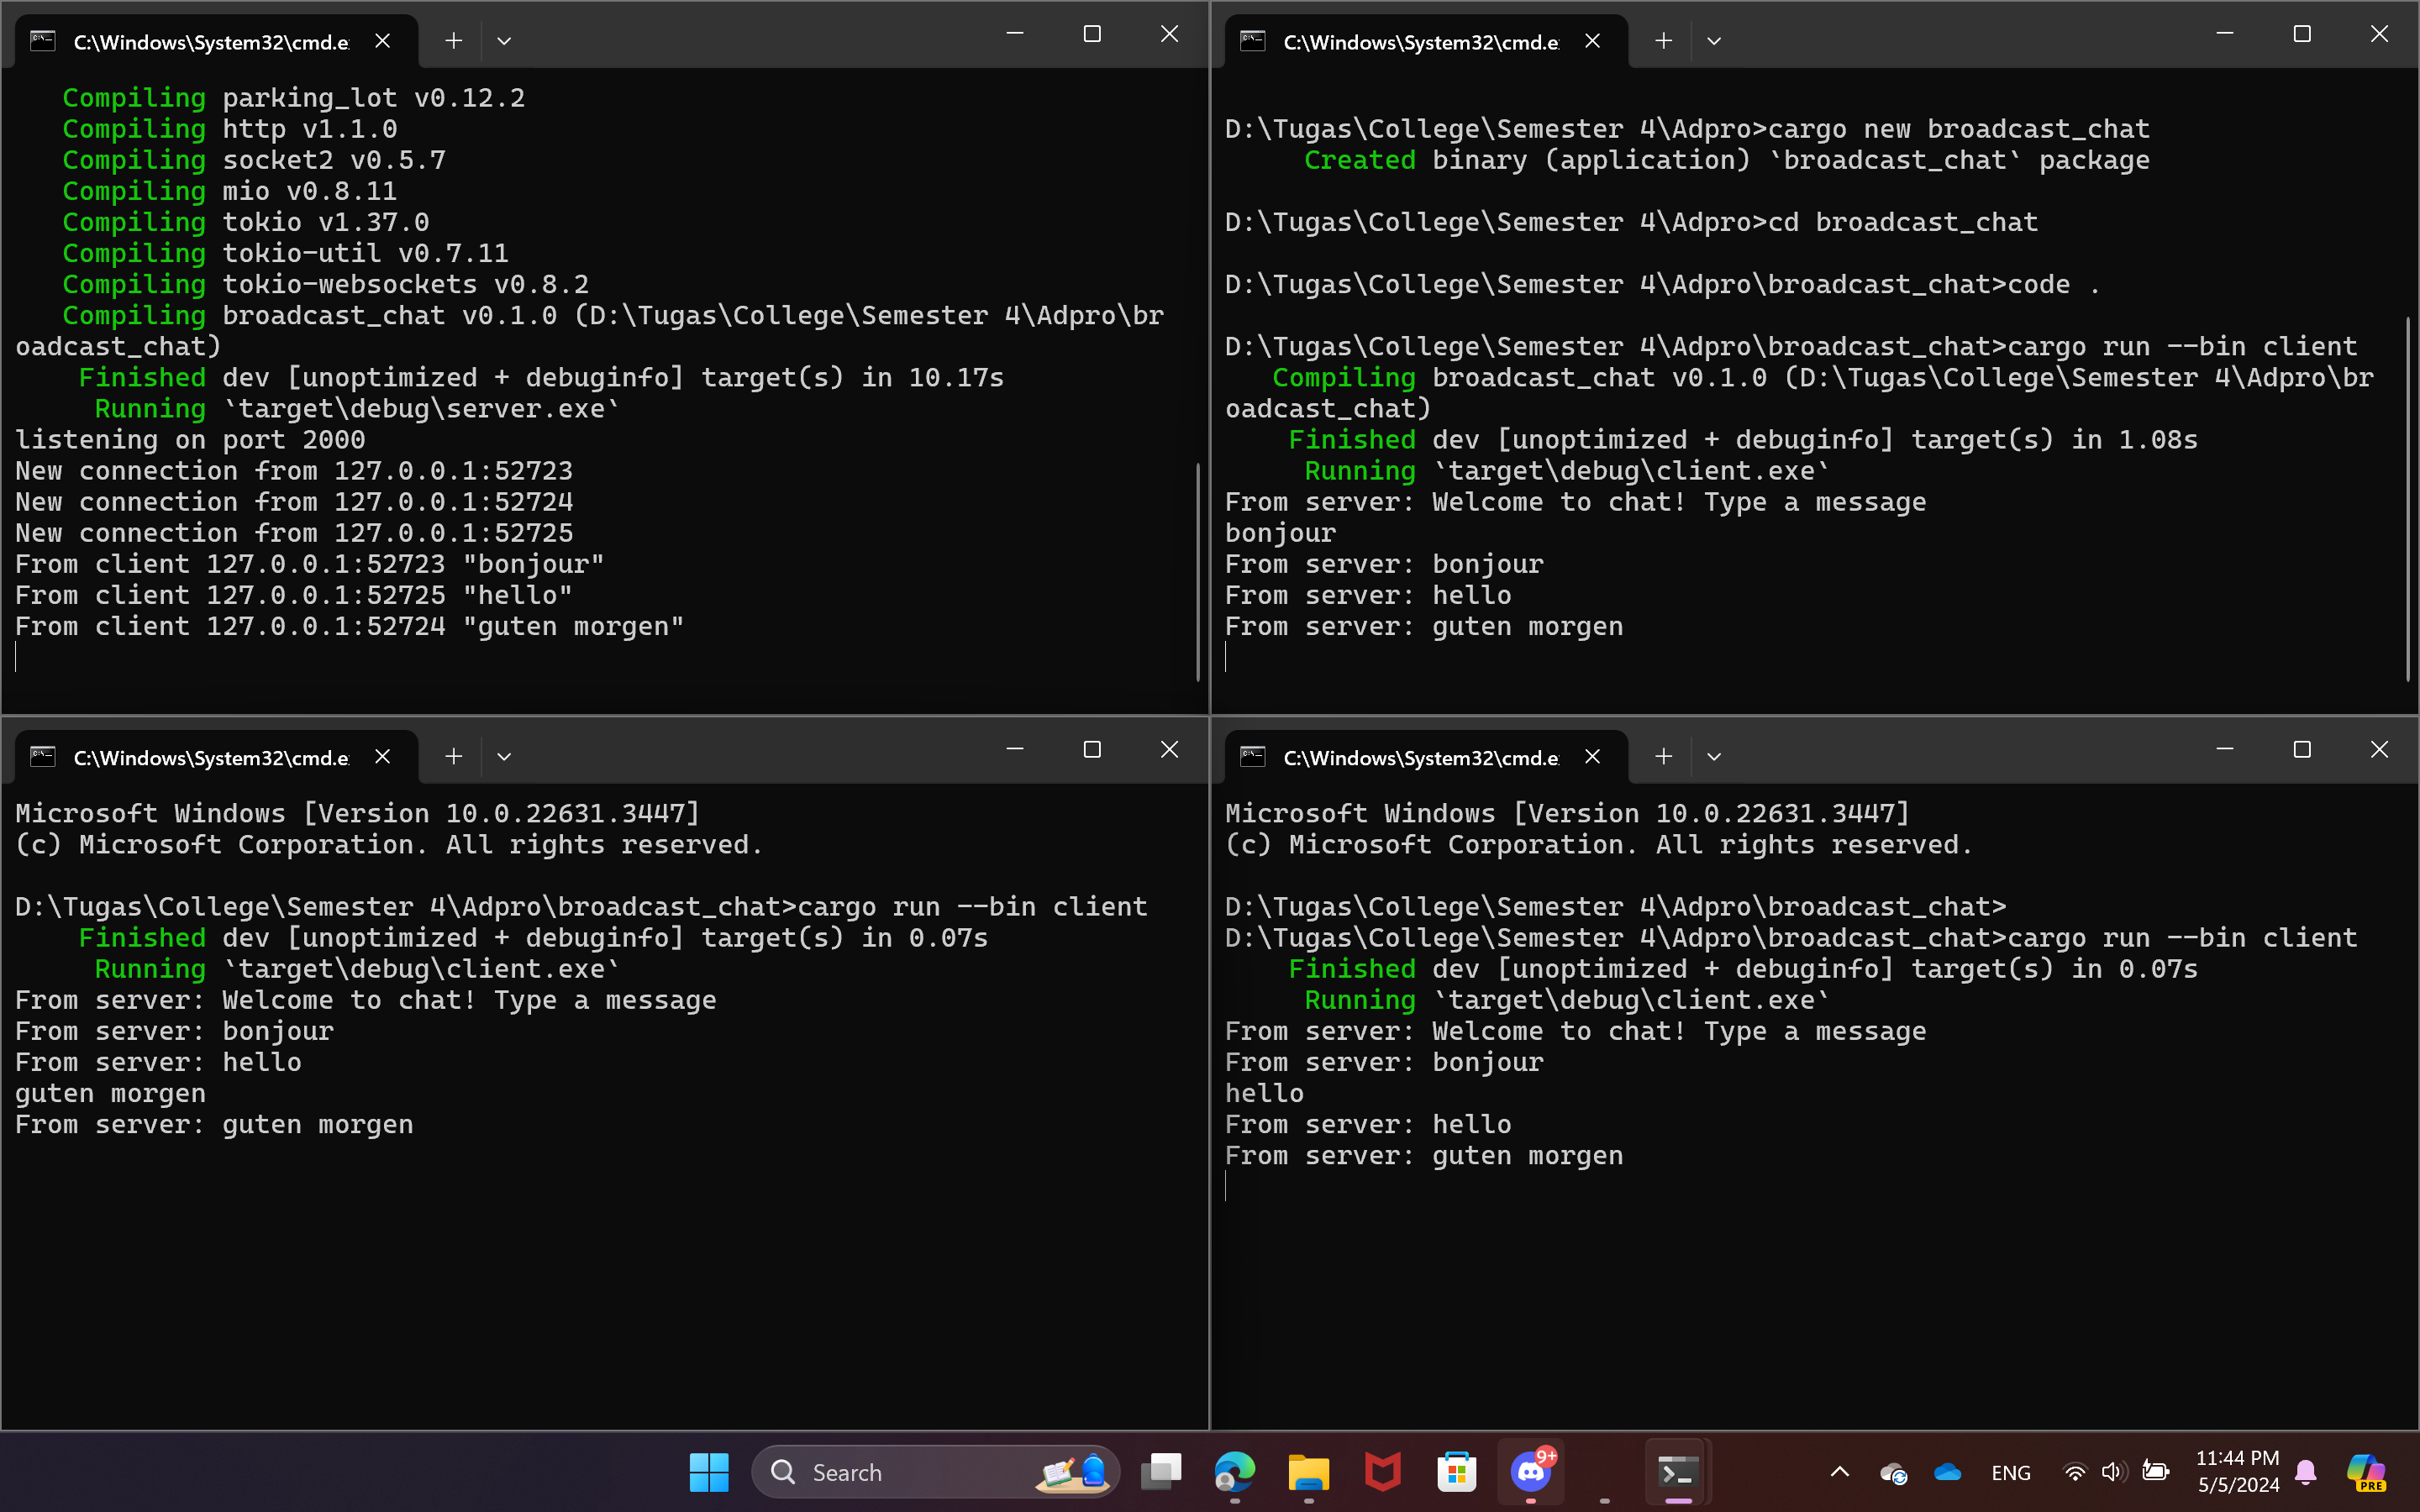 C:\Windows\System32\cmd.e
Compiling parking_lot v0.12.2
Compiling http v1.1.0
Compiling socket2 v0.5.7
Compiling mio v0.8.11
Compiling tokio v1.37.0
Compiling tokio-util v0.7.11
Compiling tokio-websockets v0.8.2
Compiling broadcast_chat v0.1.0 (D:\Tugas\College\Semester 4\Adpro\br
oadcast_chat)
Finished dev [unoptimized + debuginfo] target(s) in 10.17s
Running `target\debug\server.exe`
listening on port 2000
New connection from 127.0.0.1:52723
New connection from 127.0.0.1:52724
New connection from 127.0.0.1:52725
From client 127.0.0.1:52723 "bonjour"
From client 127.0.0.1:52725 "hello"
From client 127.0.0.1:52724 "guten morgen"
C:\Windows\System32\cmd.e
D:\Tugas\College\Semester 4\Adpro>cargo new broadcast_chat
Created binary (application) `broadcast_chat` package
D:\Tugas\College\Semester 4\Adpro>cd broadcast_chat
D:\Tugas\College\Semester 4\Adpro\broadcast_chat>code .
D:\Tugas\College\Semester 4\Adpro\broadcast_chat>cargo run --bin client
Compiling broadcast_chat v0.1.0 (D:\Tugas\College\Semester 4\Adpro\br
oadcast_chat)
Finished dev [unoptimized + debuginfo] target(s) in 1.08s
Running `target\debug\client.exe`
From server: Welcome to chat! Type a message
bonjour
From server: bonjour
From server: hello
From server: guten morgen
C:\Windows\System32\cmd.e
Microsoft Windows [Version 10.0.22631.3447]
(c) Microsoft Corporation. All rights reserved.
D:\Tugas\College\Semester 4\Adpro\broadcast_chat>cargo run --bin client
Finished dev [unoptimized + debuginfo] target(s) in 0.07s
Running `target\debug\client.exe`
From server: Welcome to chat! Type a message
From server: bonjour
From server: hello
guten morgen
From server: guten morgen
C:\Windows\System32\cmd.e
Microsoft Windows [Version 10.0.22631.3447]
(c) Microsoft Corporation. All rights reserved.
D:\Tugas\College\Semester 4\Adpro\broadcast_chat>
D:\Tugas\College\Semester 4\Adpro\broadcast_chat>cargo run --bin client
Finished dev [unoptimized + debuginfo] target(s) in 0.07s
Running `target\debug\client.exe`
From server: Welcome to chat! Type a message
From server: bonjour
hello
From server: hello
From server: guten morgen
Search
9+
ENG
11:44 PM
5/5/2024
PRE